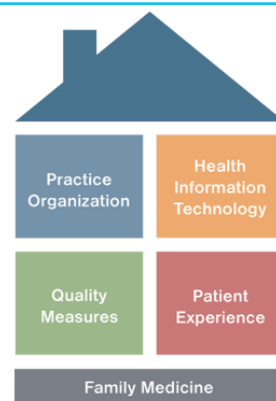 Practice
Organization
Health
Information
Technology
Quality
Measures
Patient
Experience
Family Medicine